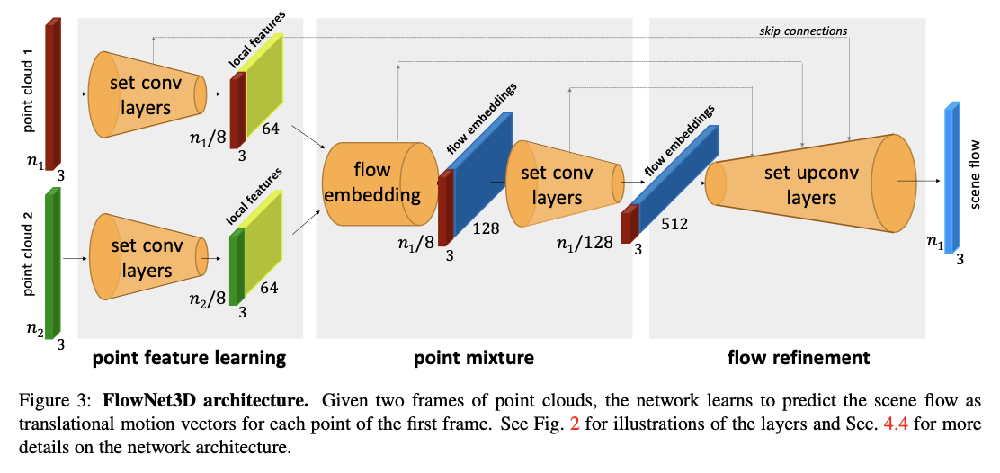 point cloud 1
n₁
3
set conv
layers
local features
n₁/8
3
64
point cloud 2
n₂
3
set conv
layers
local features
n₂/8
3
64
point feature learning
flow
embedding
flow embeddings
n₁/8
3
128
set conv
layers
flow embeddings
n₁/128
3
512
point mixture
skip connections
set upconv
layers
n₁
3
scene flow
flow refinement
Figure 3: FlowNet3D architecture. Given two frames of point clouds, the network learns to predict the scene flow as
translational motion vectors for each point of the first frame. See Fig. 2 for illustrations of the layers and Sec. 4.4 for more
details on the network architecture.